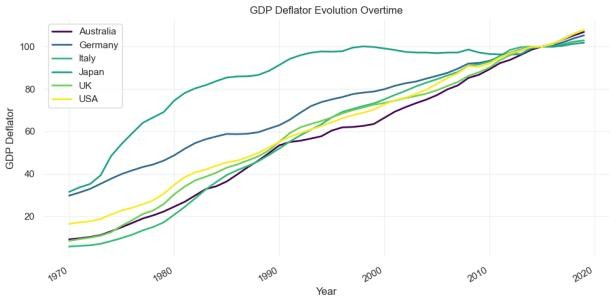 GDP Deflator Evolution Overtime
Australia
Germany
Italy
Japan
UK
USA
GDP Deflator
100
80
60
40
20
1970
1980
1990
2000
2010
2020
Year